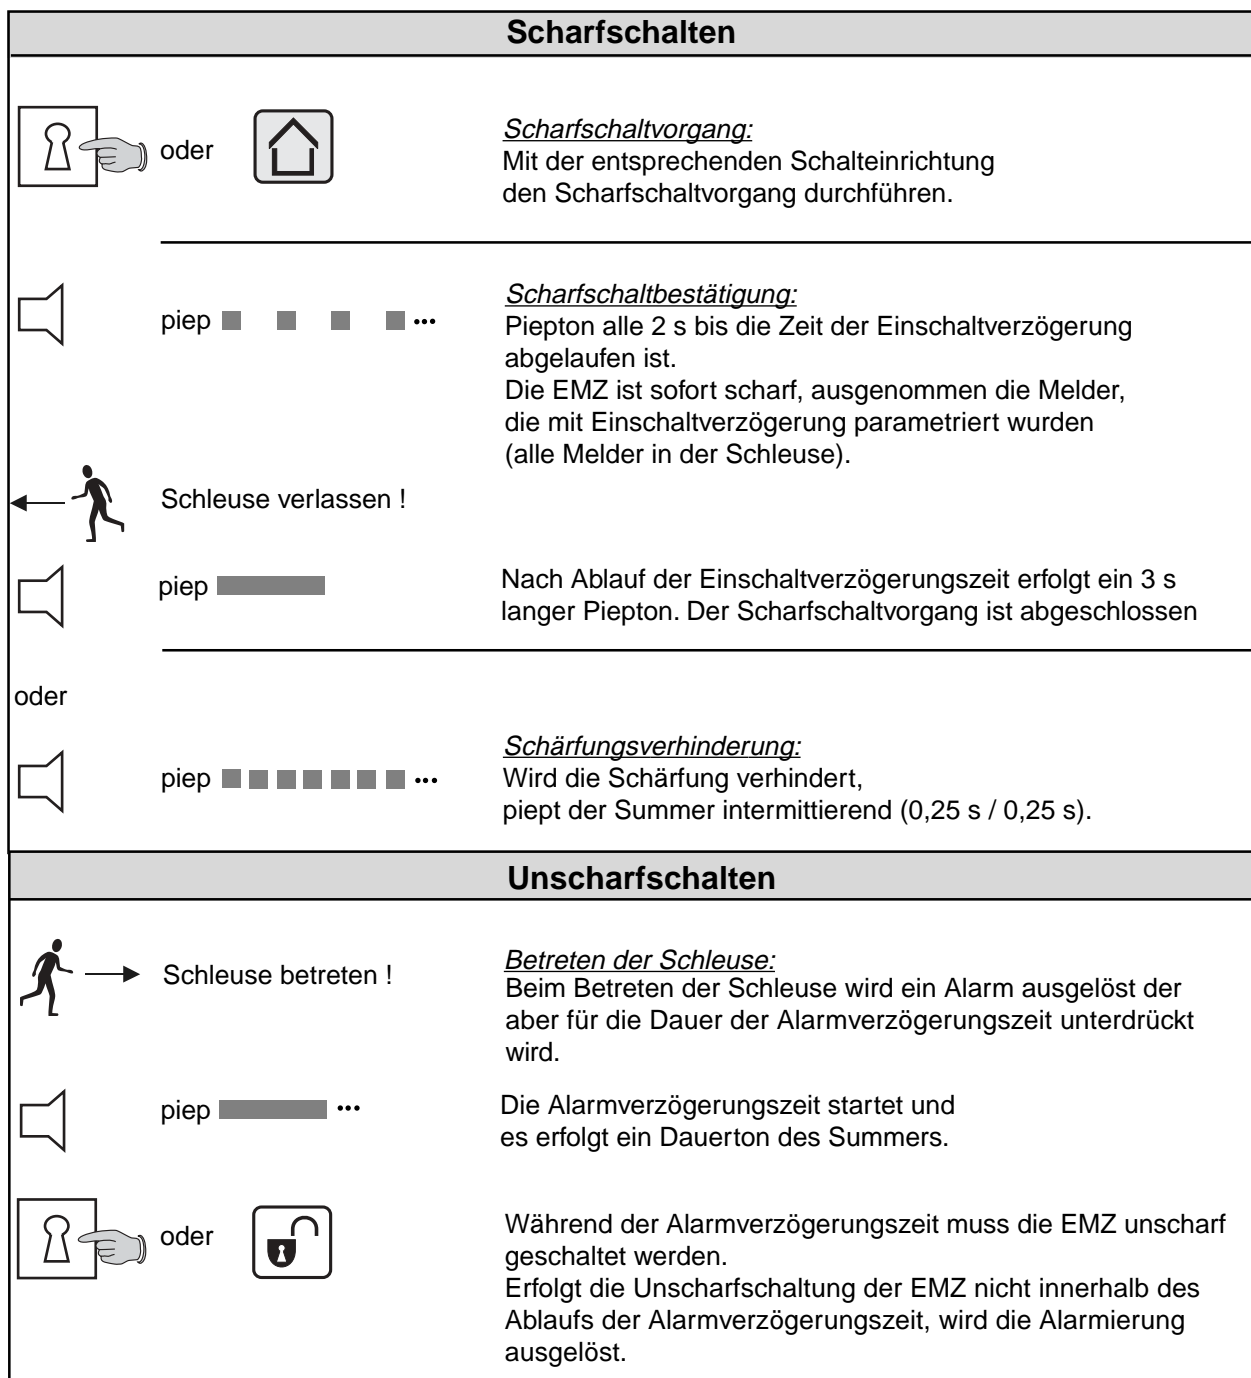 Scharfschalten
oder
Scharfschaltvorgang:
Mit der entsprechenden Schalteinrichtung
den Scharfschaltvorgang durchführen.
piep ...
Scharfschaltbestätigung:
Piepton alle 2 s bis die Zeit der Einschaltverzögerung
abgelaufen ist.
Die EMZ ist sofort scharf, ausgenommen die Melder,
die mit Einschaltverzögerung parametriert wurden
(alle Melder in der Schleuse).
Schleuse verlassen !
piep
Nach Ablauf der Einschaltverzögerungszeit erfolgt ein 3 s
langer Piepton. Der Scharfschaltvorgang ist abgeschlossen
oder
piep ...
Schärfungsverhinderung:
Wird die Schärfung verhindert,
piept der Summer intermittierend (0,25 s / 0,25 s).
Unscharfschalten
Schleuse betreten !
Betreten der Schleuse:
Beim Betreten der Schleuse wird ein Alarm ausgelöst der
aber für die Dauer der Alarmverzögerungszeit unterdrückt
wird.
piep ...
Die Alarmverzögerungszeit startet und
es erfolgt ein Dauerton des Summers.
oder
Während der Alarmverzögerungszeit muss die EMZ unscharf
geschaltet werden.
Erfolgt die Unscharfschaltung der EMZ nicht innerhalb des
Ablaufs der Alarmverzögerungszeit, wird die Alarmierung
ausgelöst.